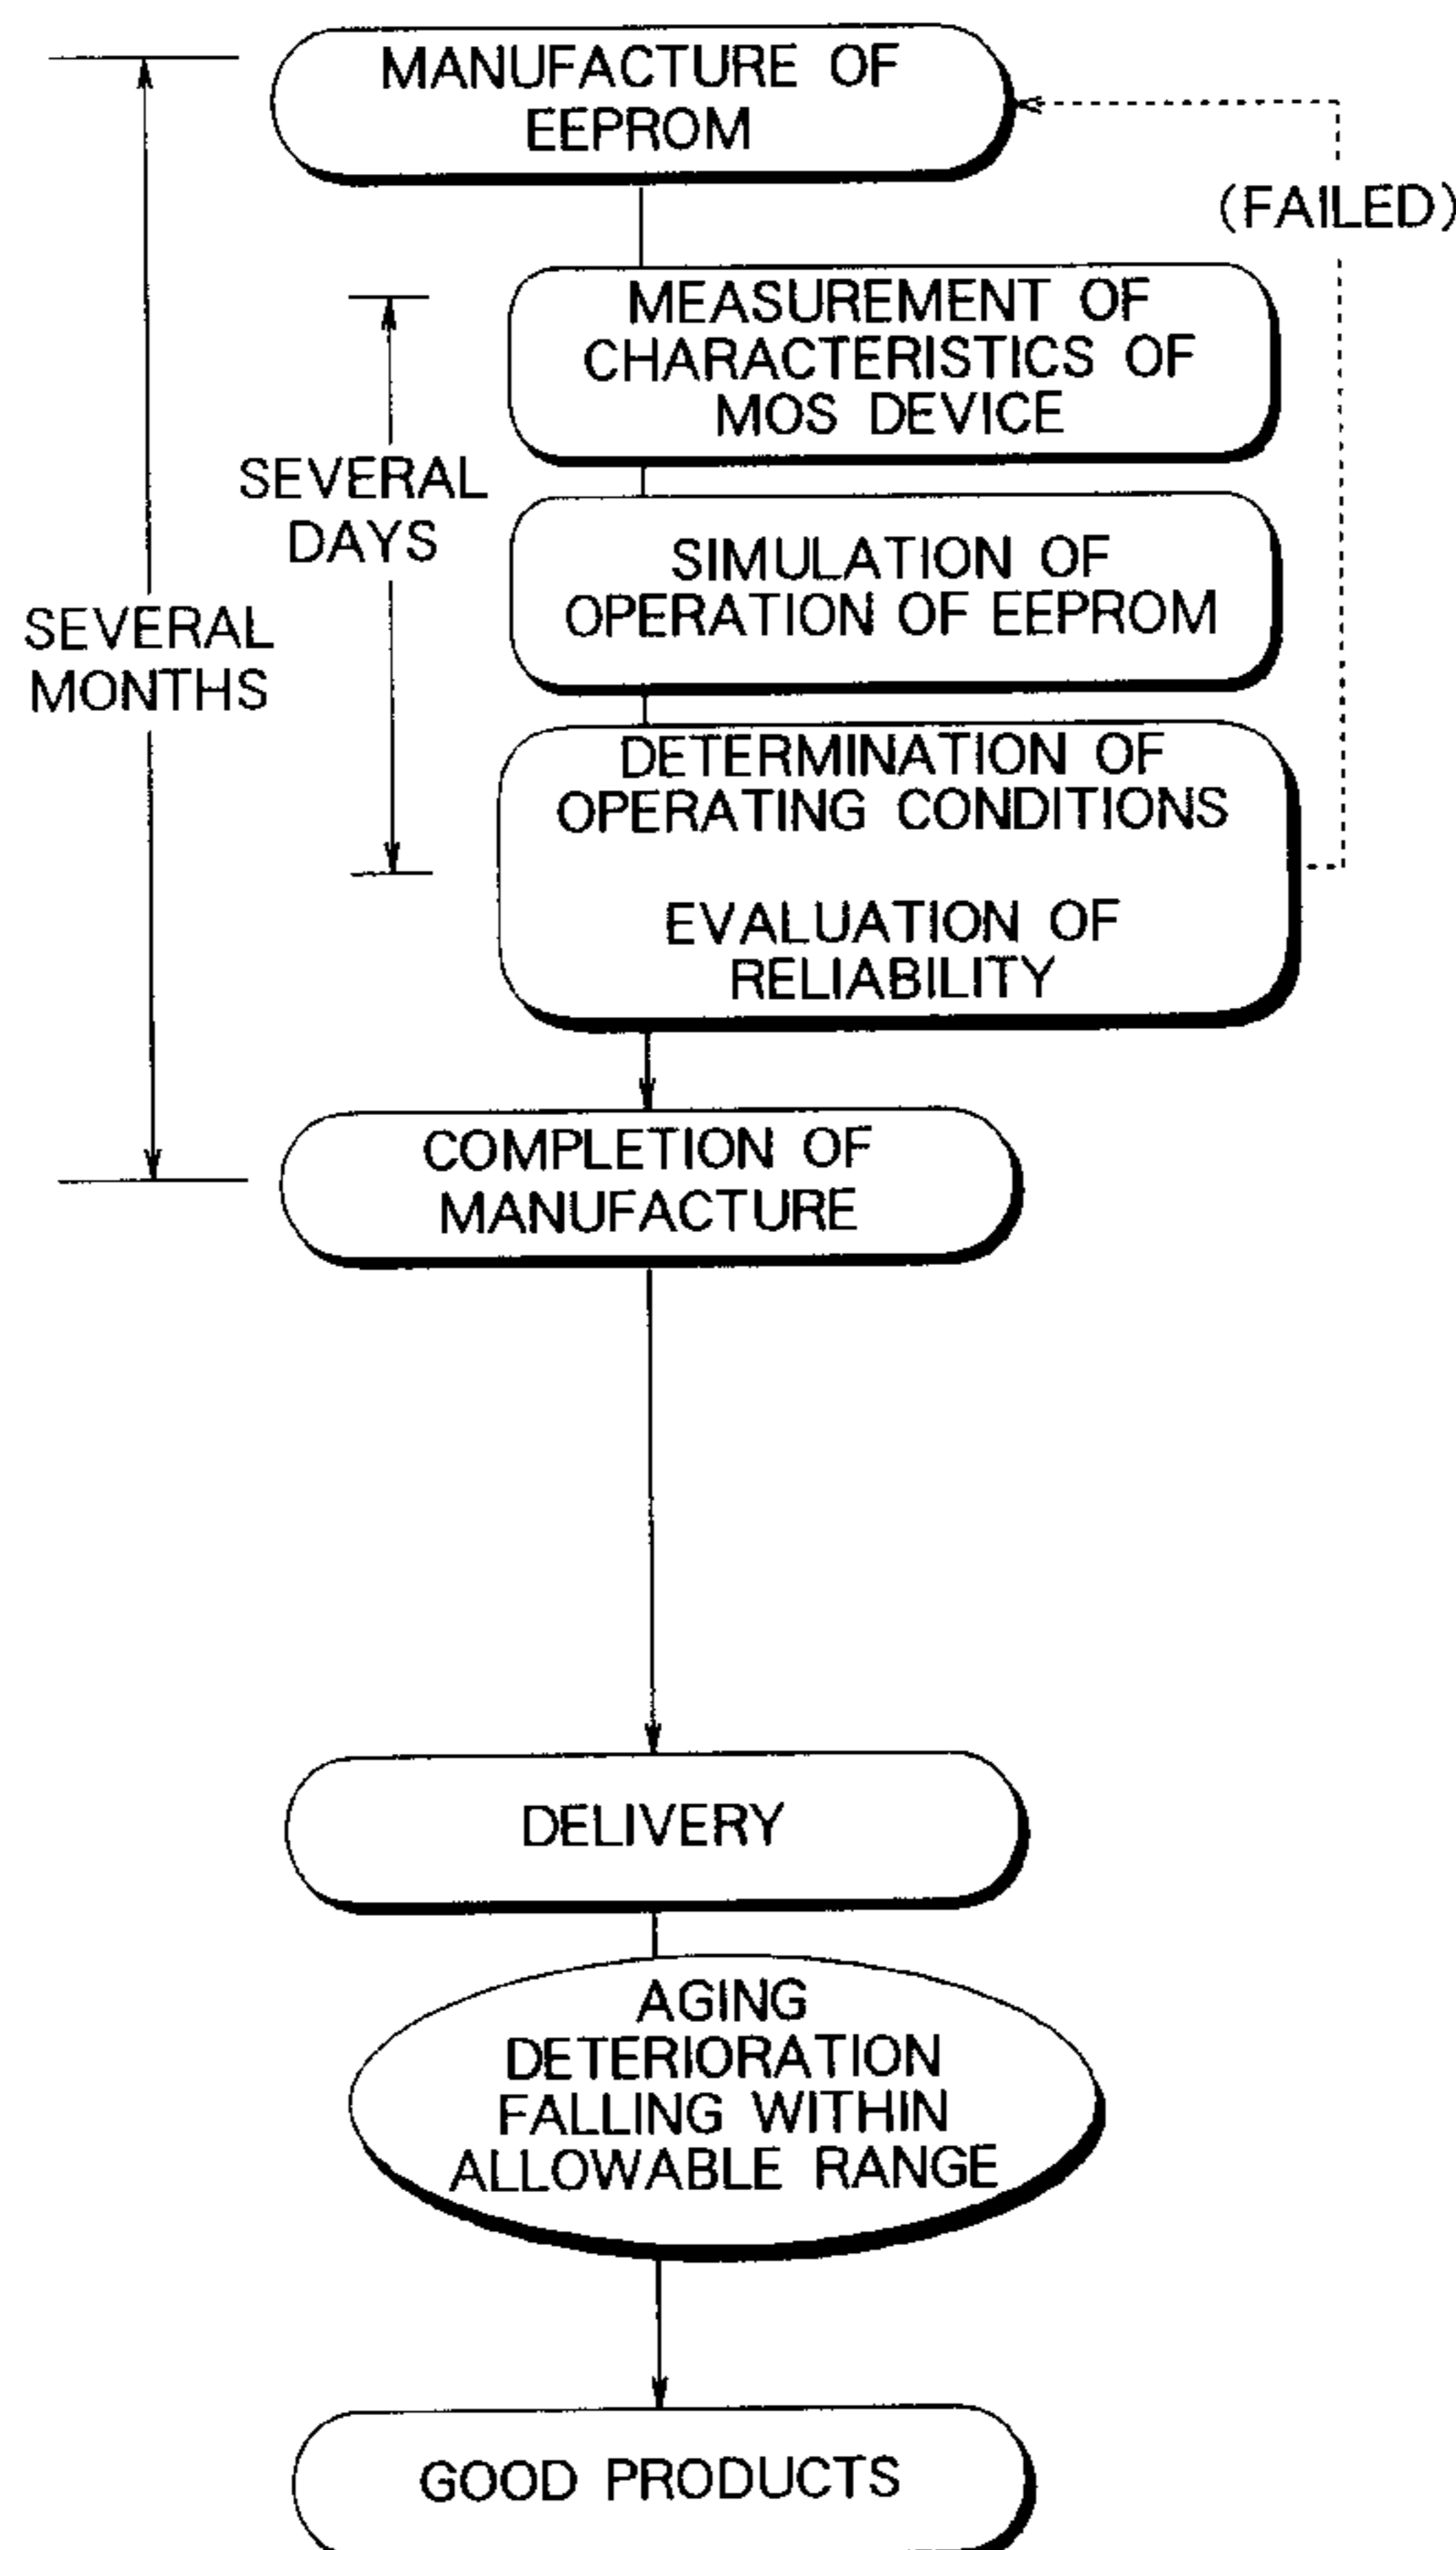 MANUFACTURE OF
EEPROM
(FAILED)
MEASUREMENT OF
CHARACTERISTICS OF
MOS DEVICE
SEVERAL
DAYS
SIMULATION OF
OPERATION OF EEPROM
SEVERAL
MONTHS
DETERMINATION OF
OPERATING CONDITIONS
EVALUATION OF
RELIABILITY
COMPLETION OF
MANUFACTURE
DELIVERY
AGING
DETERIORATION
FALLING WITHIN
ALLOWABLE RANGE
GOOD PRODUCTS